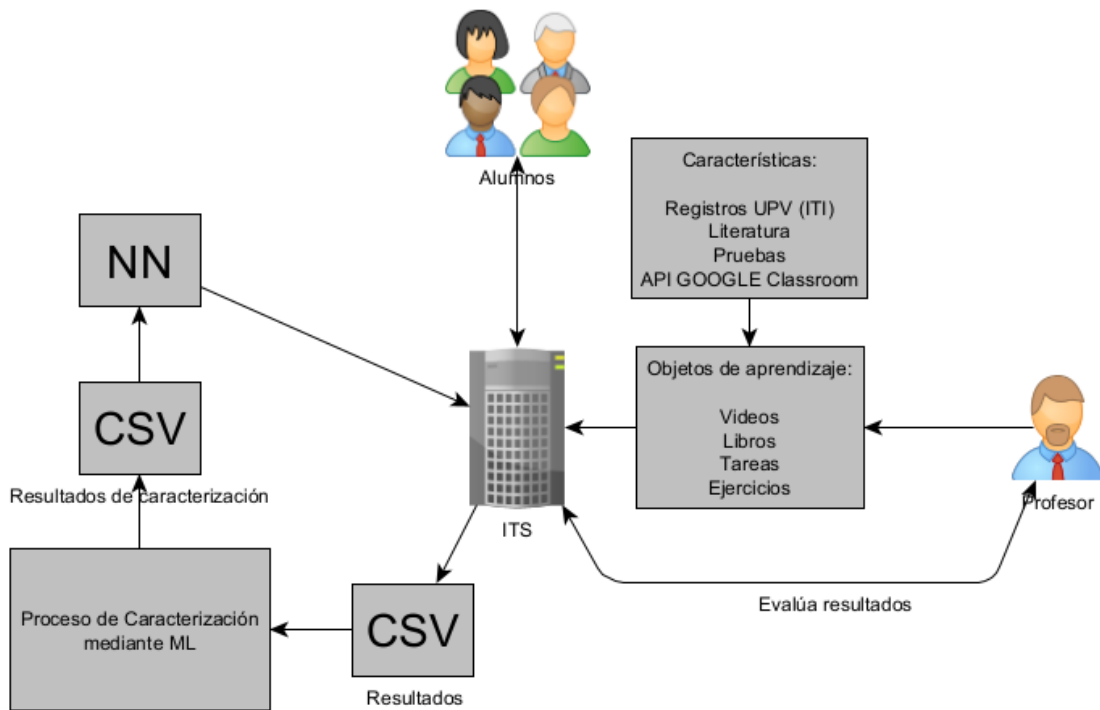 Alumnos
Características:
Registros UPV (ITI)
Literatura
Pruebas
API GOOGLE Classroom
NN
Objetos de aprendizaje:
Videos
Libros
Tareas
Ejercicios
CSV
Resultados de caracterización
Profesor
ITS
Proceso de Caracterización
mediante ML
CSV
Resultados
Evalúa resultados